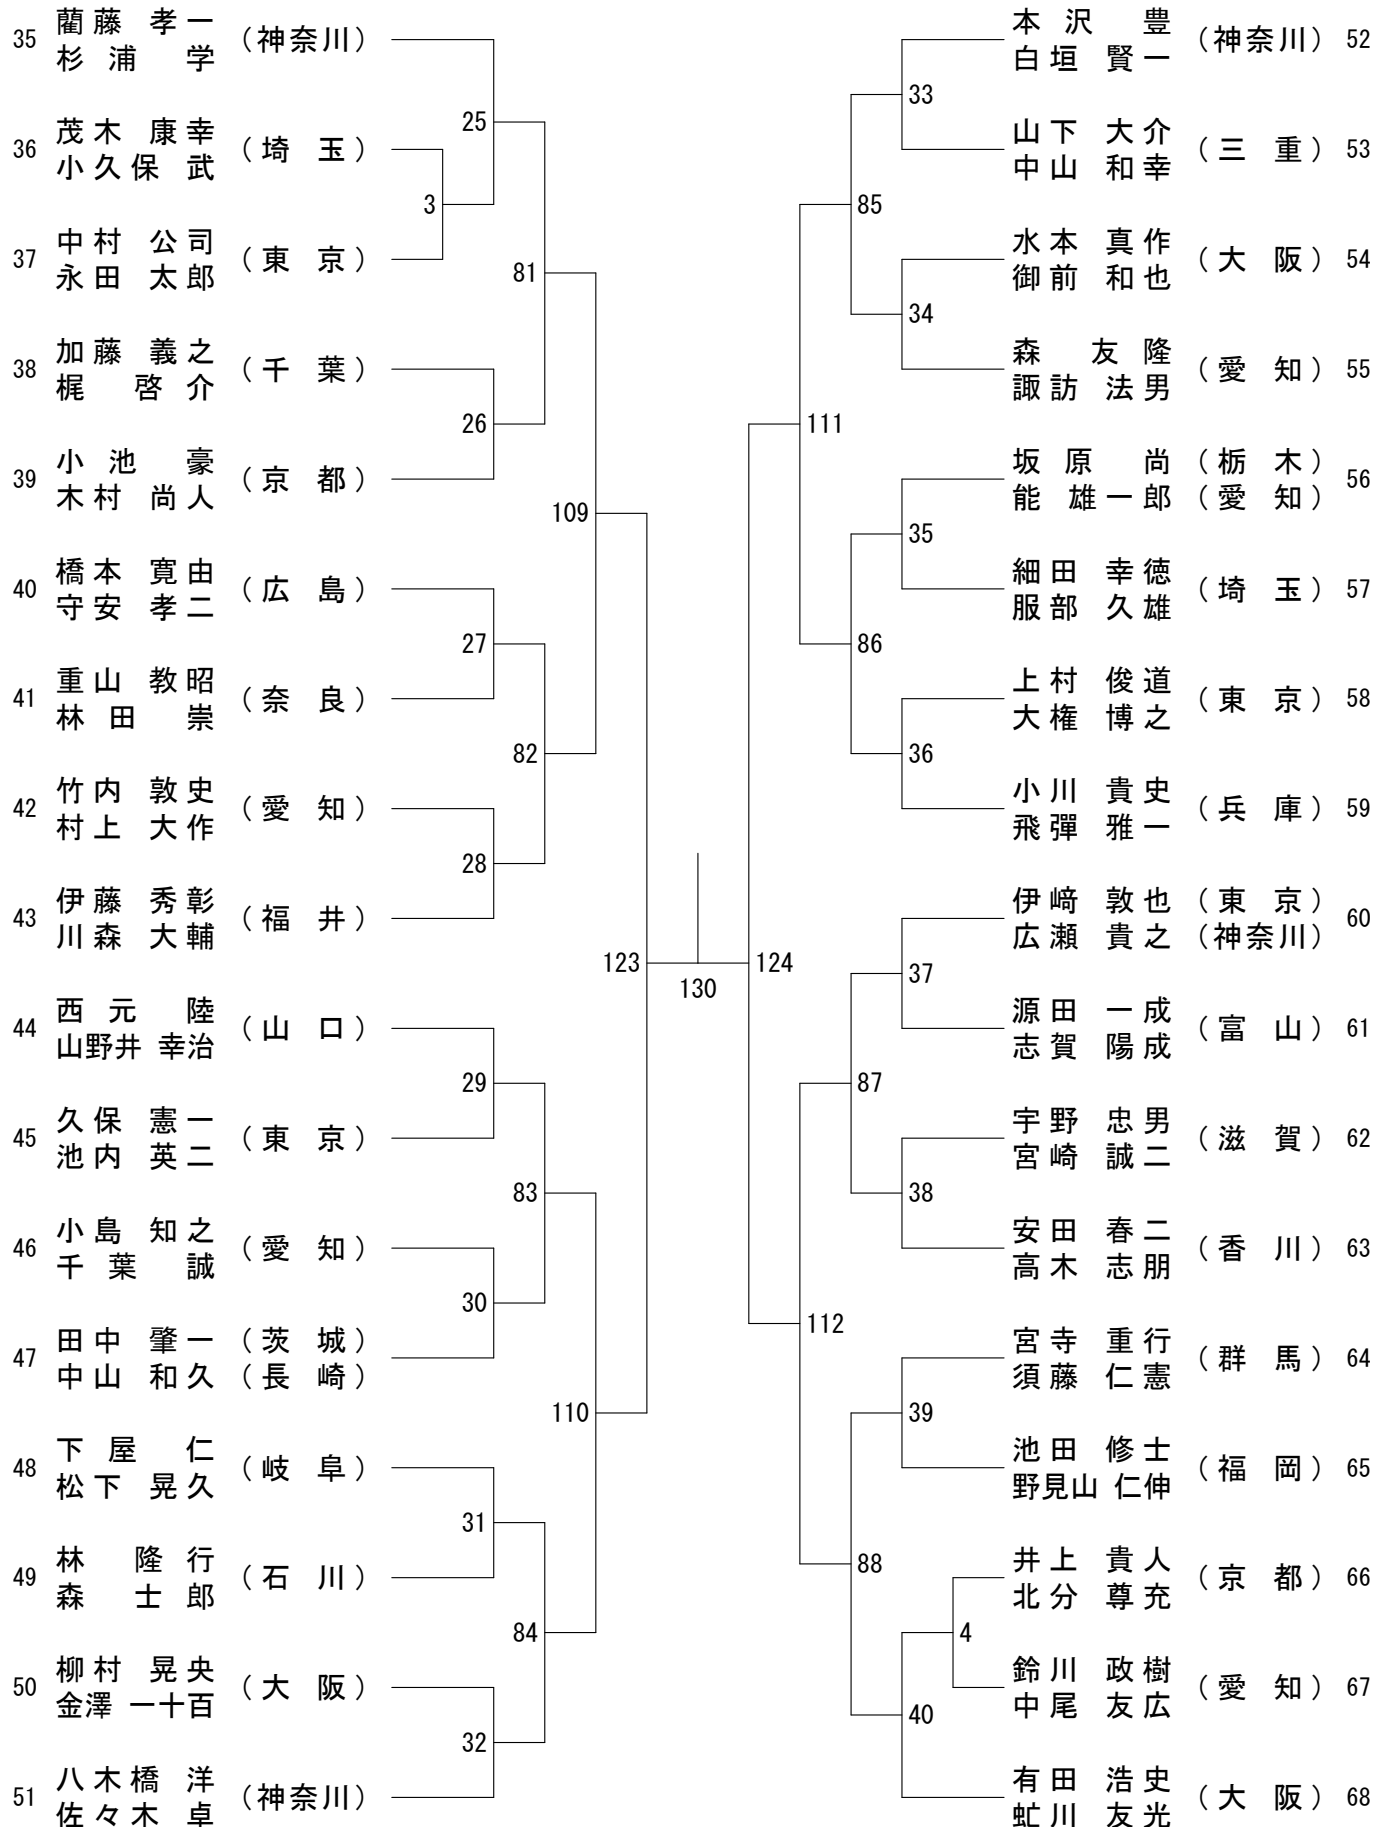 35 藺藤 孝一 (神奈川)
杉浦 学
25
36 茂木 康幸 (埼玉)
小久保 武
3
37 中村 公司 (東京)
永田 太郎
81
38 加藤 義之 (千葉)
梶 啓介
26
39 小池 豪 (京都)
木村 尚人
109
40 橋本 寛由 (広島)
守安 孝二
27
41 重山 教昭 (奈良)
林田 崇
82
42 竹内 敦史 (愛知)
村上 大作
28
43 伊藤 秀彰 (福井)
川森 大輔
123
44 西元 陸 (山口)
山野井 幸治
29
45 久保 憲一 (東京)
池内 英二
83
46 小島 知之 (愛知)
千葉 誠
30
47 田中 肇一 (茨城)
中山 和久 (長崎)
110
48 下屋 仁 (岐阜)
松下 晃久
31
49 林 隆行 (石川)
森 士郎
84
50 柳村 晃央 (大阪)
金澤 一十百
32
51 八木橋 洋 (神奈川)
佐々木 卓
130
本沢 豊 (神奈川) 52
白垣 賢一
33
山下 大介 (三重) 53
中山 和幸
85
水本 真作 (大阪) 54
御前 和也
34
森 友隆 (愛知) 55
諏訪 法男
111
坂原 尚 (栃木) 56
能 雄一郎 (愛知)
35
細田 幸徳 (埼玉) 57
服部 久雄
86
上村 俊道 (東京) 58
大権 博之
36
小川 貴史 (兵庫) 59
飛彈 雅一
124
伊﨑 敦也 (東京) 60
広瀬 貴之 (神奈川)
37
源田 一成 (富山) 61
志賀 陽成
87
宇野 忠男 (滋賀) 62
宮崎 誠二
38
安田 春二 (香川) 63
高木 志朋
112
宮寺 重行 (群馬) 64
須藤 仁憲
39
池田 修士 (福岡) 65
野見山 仁伸
88
井上 貴人 (京都) 66
北分 尊充
4
鈴川 政樹 (愛知) 67
中尾 友広
40
有田 浩史 (大阪) 68
虻川 友光